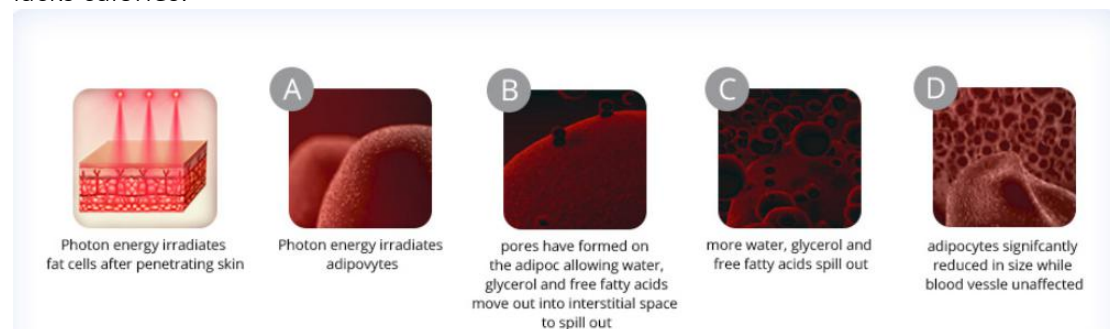 A
B
C
D
Photon energy irradiates
fat cells after penetrating skin
Photon energy irradiates
adipovytes
pores have formed on
the adipoc allowing water,
glycerol and free fatty acids
move out into interstitial space
to spill out
more water, glycerol and
free fatty acids spill out
adipocytes signifcantly
reduced in size while
blood vessle unaffected